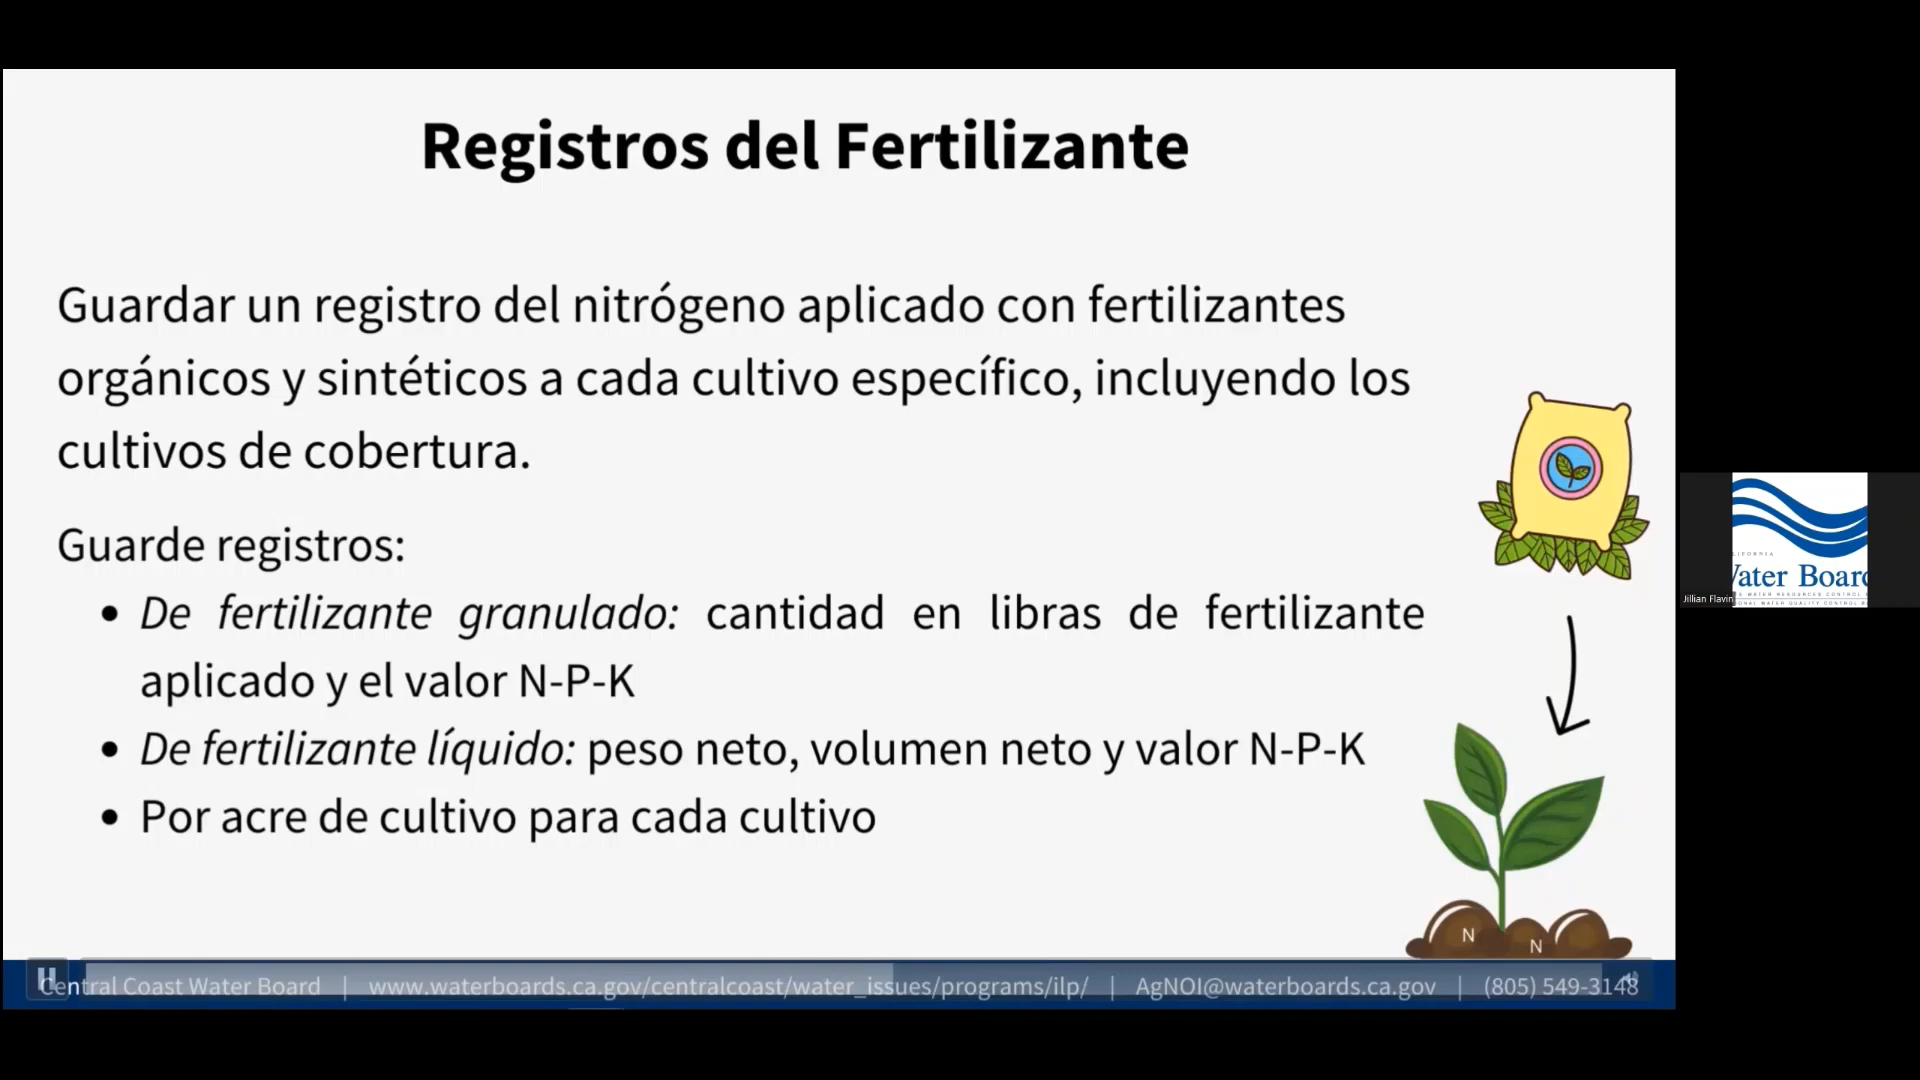 Registros del Fertilizante
Guardar un registro del nitrógeno aplicado con fertilizantes
orgánicos y sintéticos a cada cultivo específico, incluyendo los
cultivos de cobertura.
Guarde registros:
• De fertilizante granulado: cantidad en libras de fertilizante
aplicado y el valor N-P-K
• De fertilizante líquido: peso neto, volumen neto y valor N-P-K
• Por acre de cultivo para cada cultivo
N
N
Central Coast Water Board | www.waterboards.ca.gov/centralcoast/water_issues/programs/ilp/ | AgNOI@waterboards.ca.gov | (805) 549-3148
Water Board
Jillian Flavin